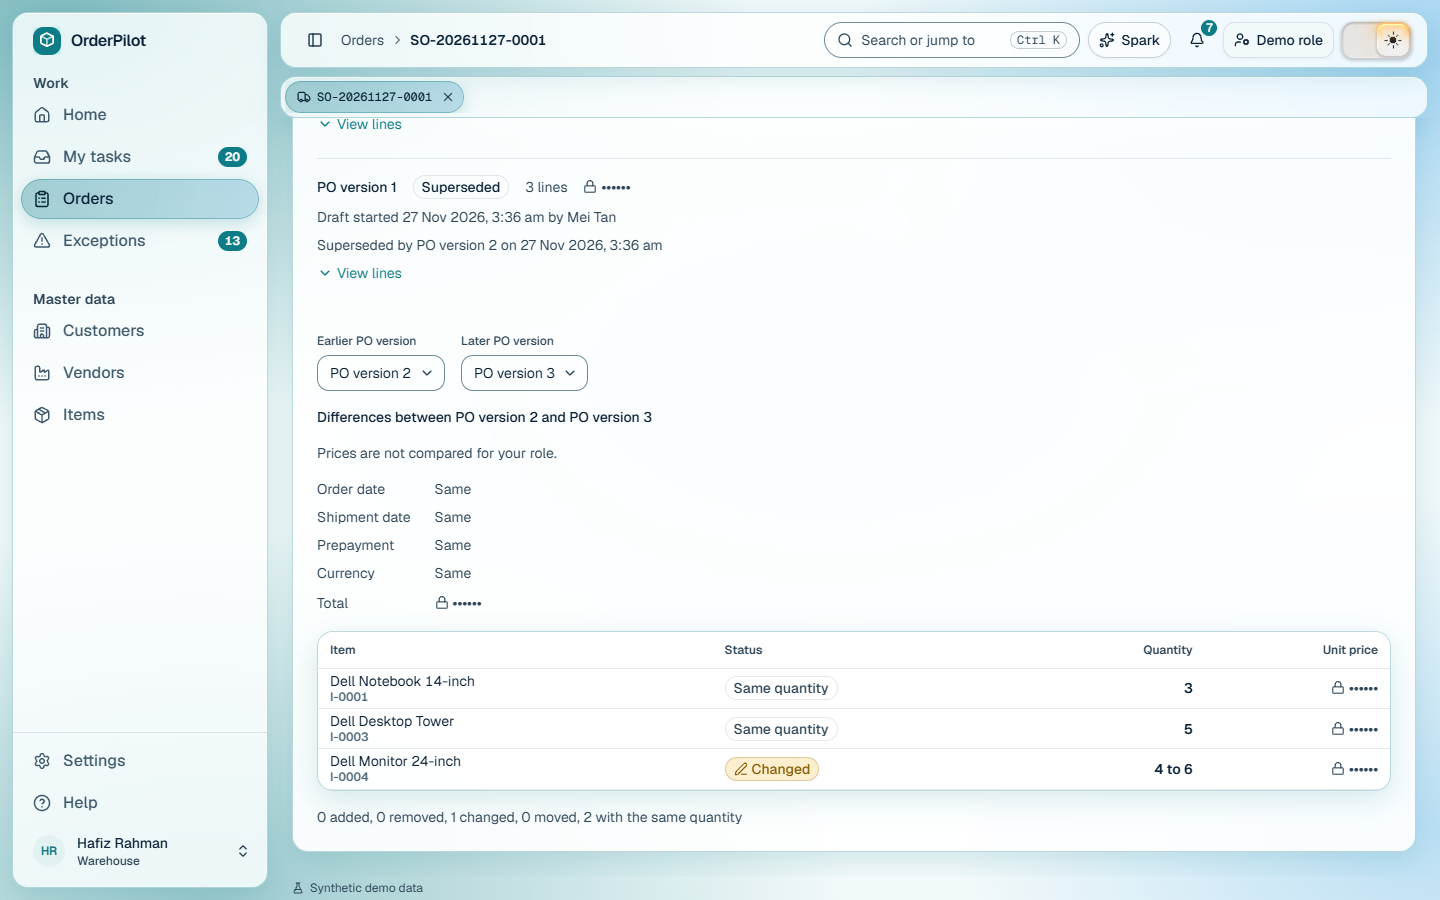 OrderPilot
Work
Home
My tasks 20
Orders
Exceptions 13
Master data
Customers
Vendors
Items
Settings
Help
HR Hafiz Rahman
Warehouse
Orders > SO-20261127-0001
Search or jump to Ctrl K
Spark
7
Demo role
SO-20261127-0001
View lines
PO version 1 Superseded 3 lines ••••••
Draft started 27 Nov 2026, 3:36 am by Mei Tan
Superseded by PO version 2 on 27 Nov 2026, 3:36 am
View lines
Earlier PO version Later PO version
PO version 2 PO version 3
Differences between PO version 2 and PO version 3
Prices are not compared for your role.
Order date Same
Shipment date Same
Prepayment Same
Currency Same
Total ••••••
Item Status Quantity Unit price
Dell Notebook 14-inch
I-0001
Same quantity 3 ••••••
Dell Desktop Tower
I-0003
Same quantity 5 ••••••
Dell Monitor 24-inch
I-0004
Changed 4 to 6 ••••••
0 added, 0 removed, 1 changed, 0 moved, 2 with the same quantity
Synthetic demo data